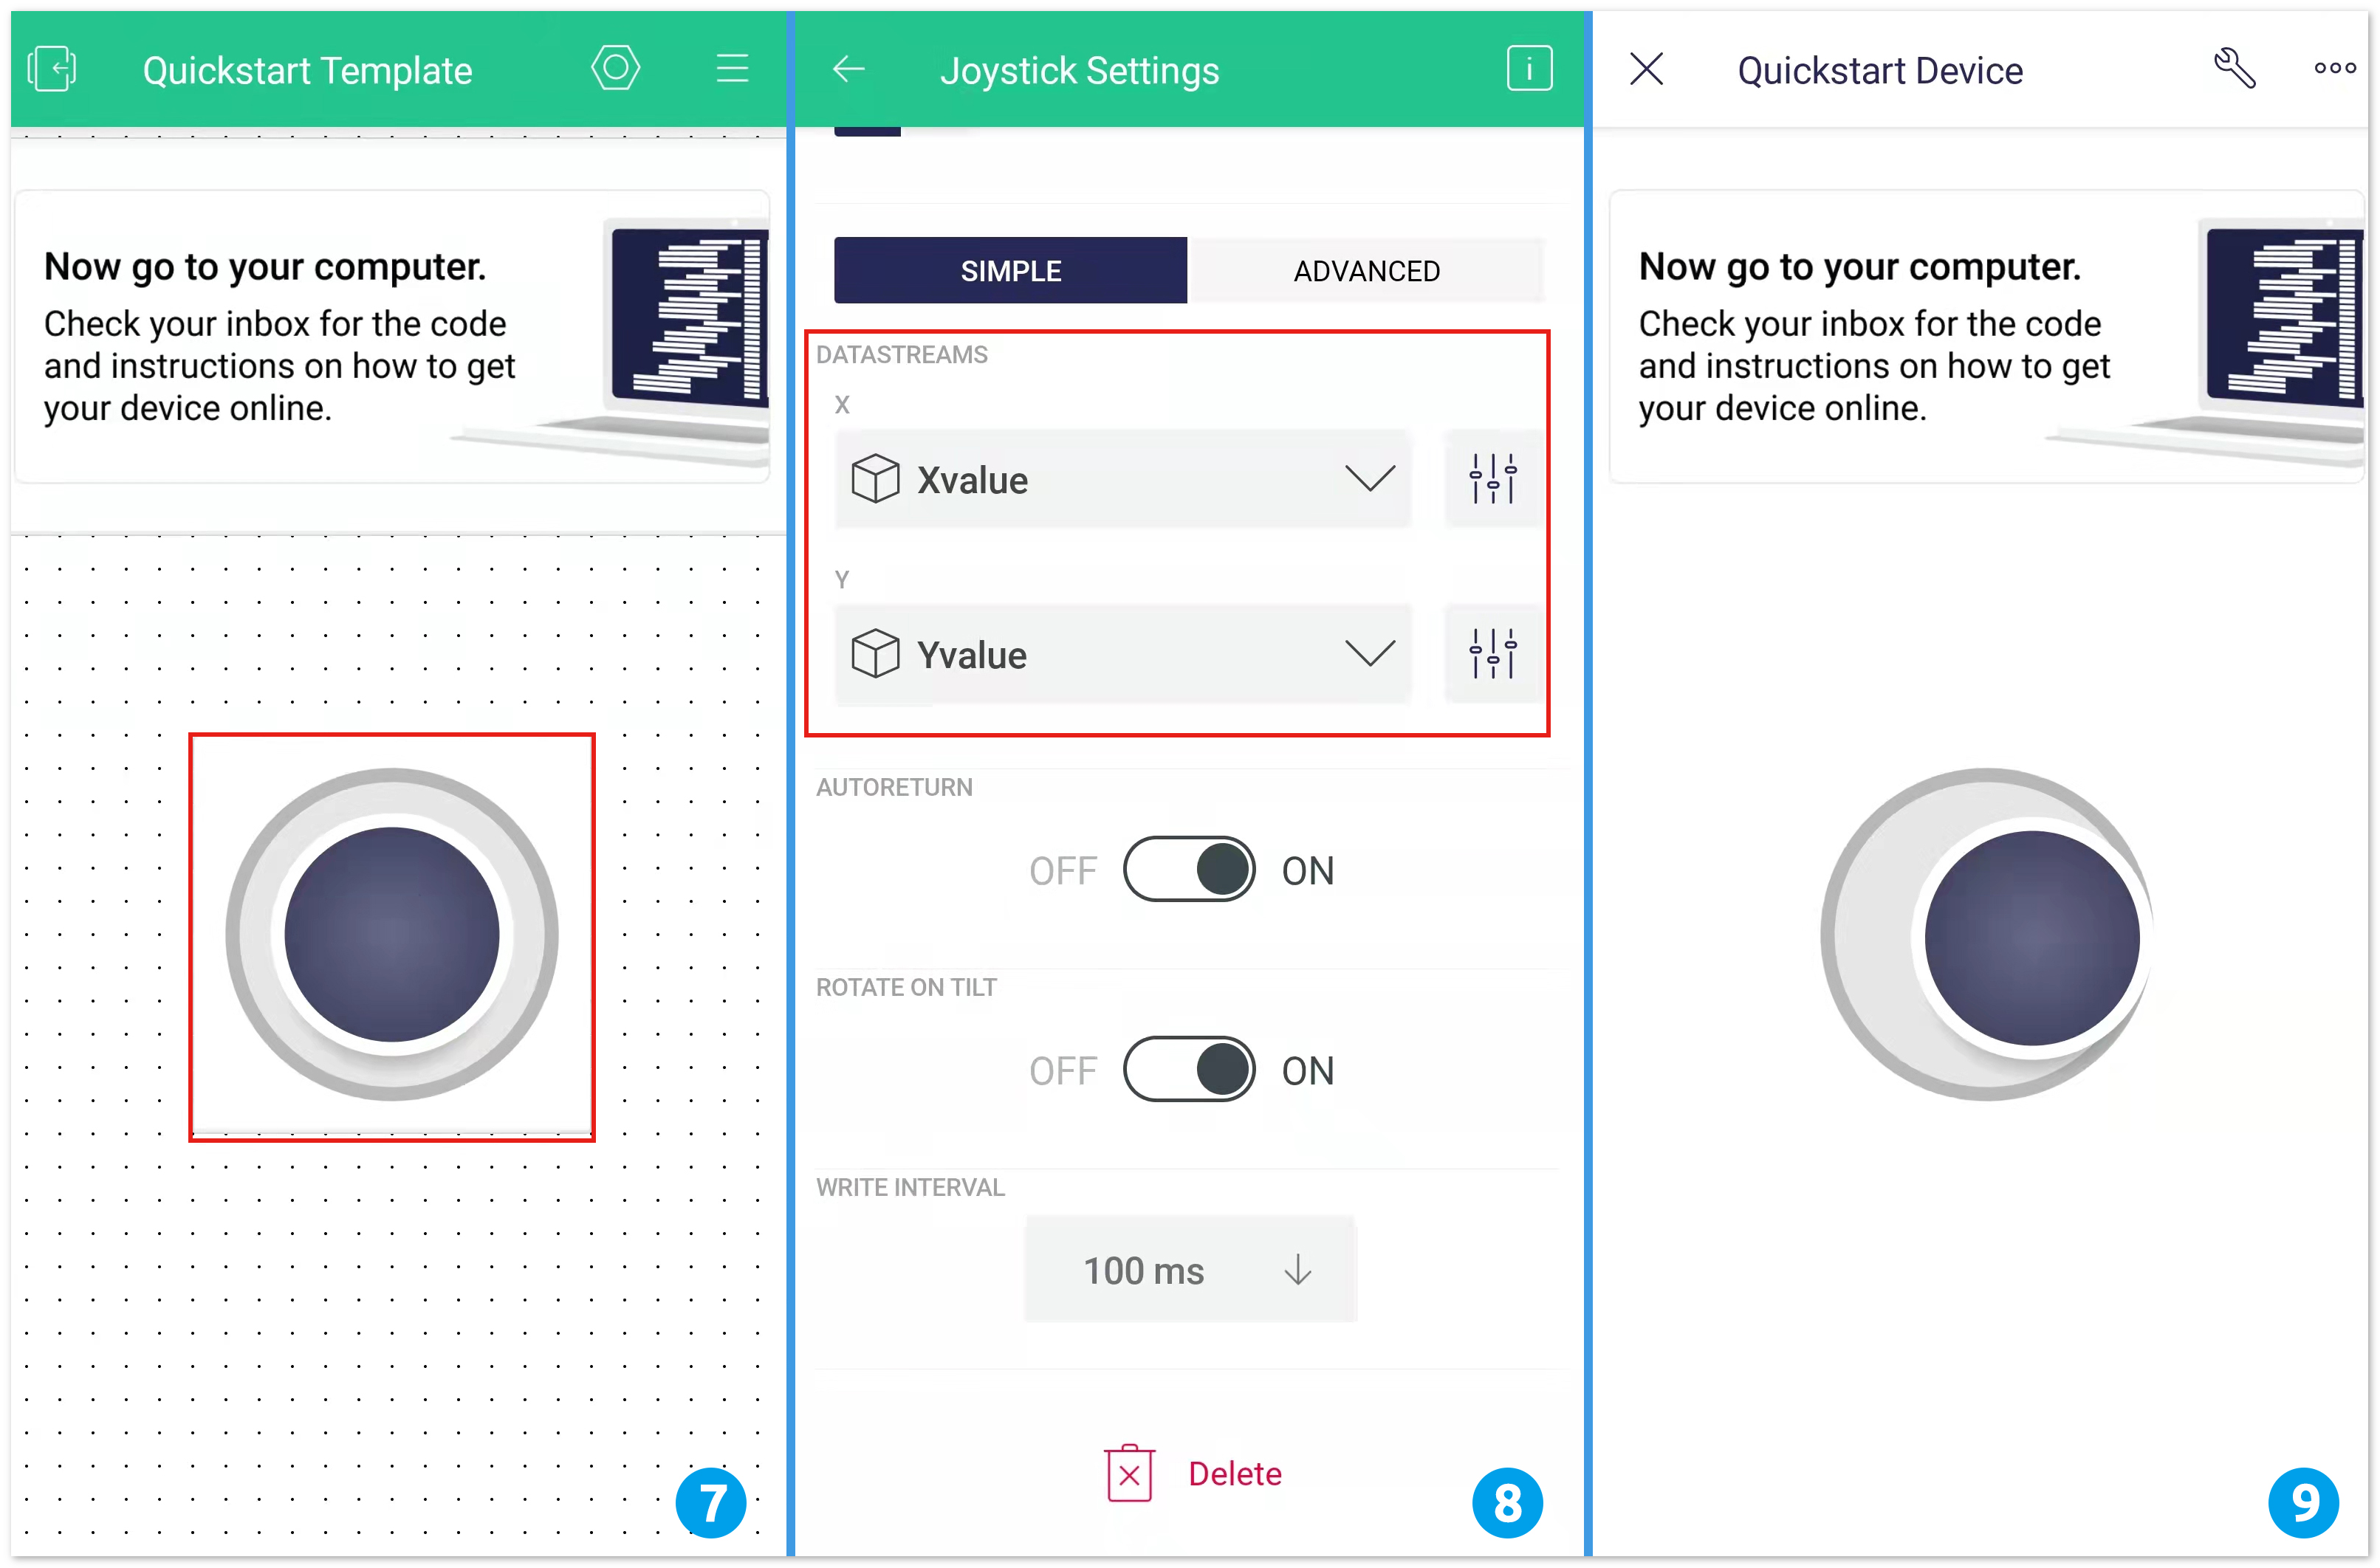 Quickstart Template
Now go to your computer.
Check your inbox for the code
and instructions on how to get
your device online.
7
Joystick Settings
i
SIMPLE
ADVANCED
DATASTREAMS
X
Xvalue
Y
Yvalue
AUTORETURN
OFF
ON
ROTATE ON TILT
OFF
ON
WRITE INTERVAL
100 ms
Delete
8
Quickstart Device
Now go to your computer.
Check your inbox for the code
and instructions on how to get
your device online.
9